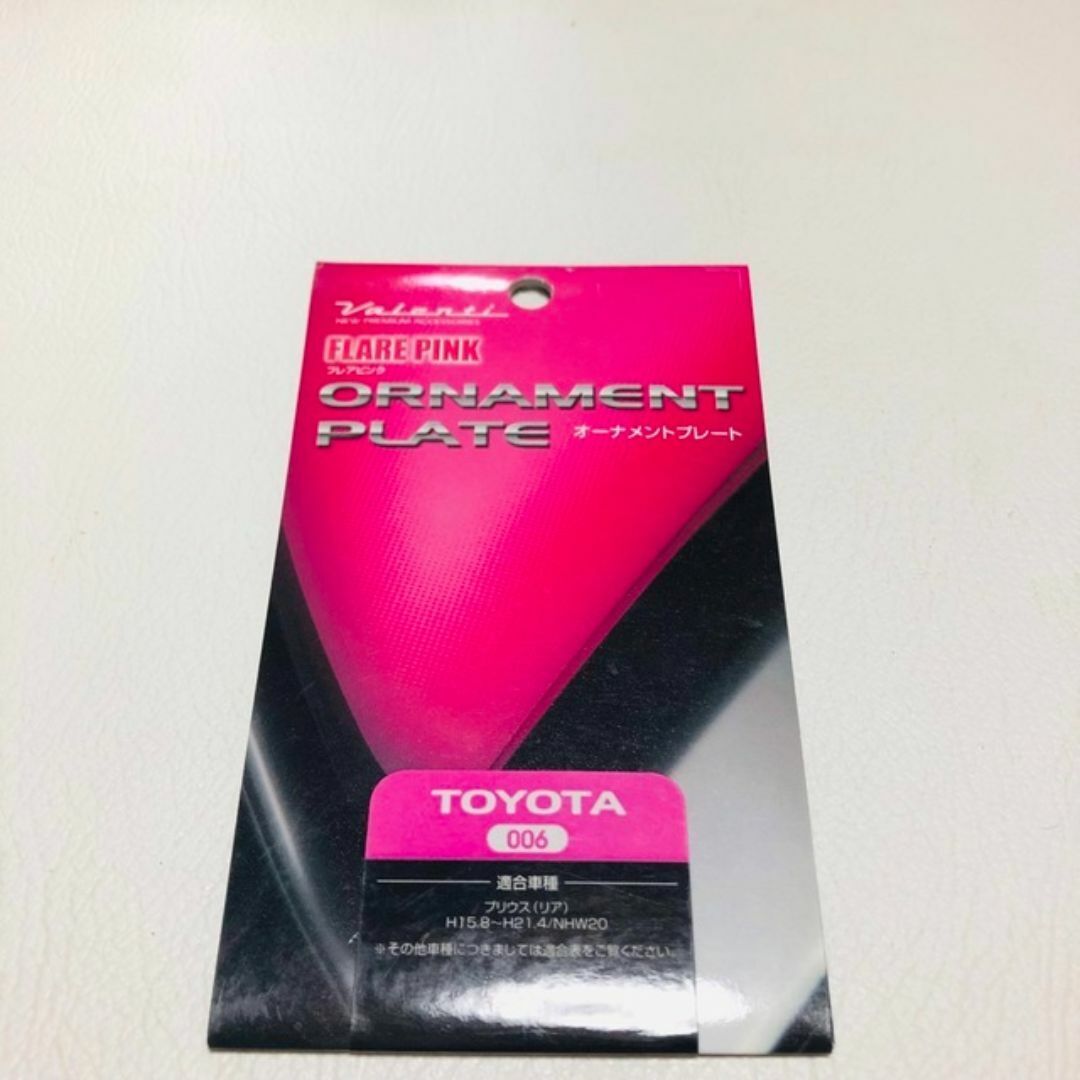 Valenti
NEW PREMIUM ACCESSORIES
FLARE PINK
フレアピンク
ORNAMENT
PLATE オーナメントプレート
TOYOTA
006
適合車種
プリウス(リア)
H15.8〜H21.4/NHW20
※その他車種につきましては適合表をご覧ください。